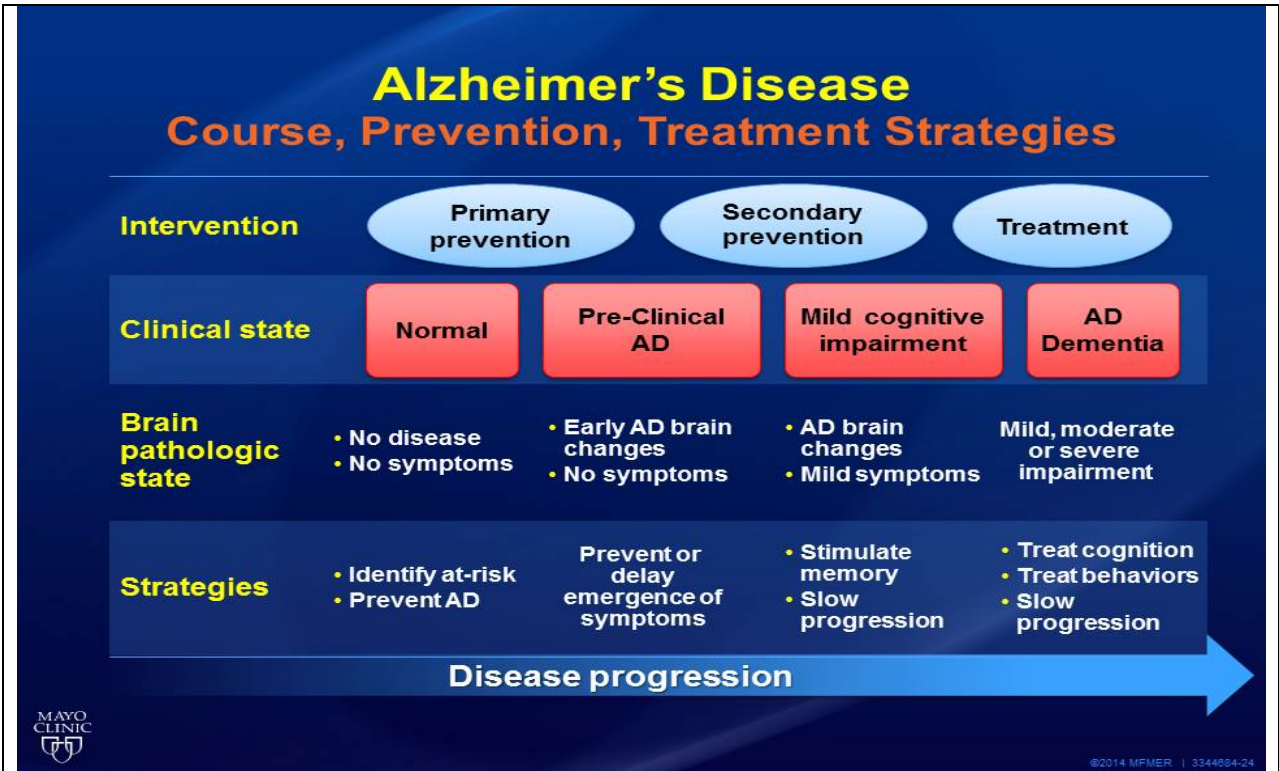 Alzheimer's Disease
Course, Prevention, Treatment Strategies
Intervention
Primary
prevention
Secondary
prevention
Treatment
Clinical state
Normal
Pre-Clinical
AD
Mild cognitive
impairment
AD
Dementia
Brain
pathologic
state
• No disease
• No symptoms
• Early AD brain
changes
• No symptoms
• AD brain
changes
• Mild symptoms
Mild, moderate
or severe
impairment
Strategies
• Identify at-risk
• Prevent AD
Prevent or
delay
emergence of
symptoms
• Stimulate
memory
• Slow
progression
• Treat cognition
• Treat behaviors
• Slow
progression
Disease progression
MAYO
CLINIC
©2014 MFMER | 3344684-24